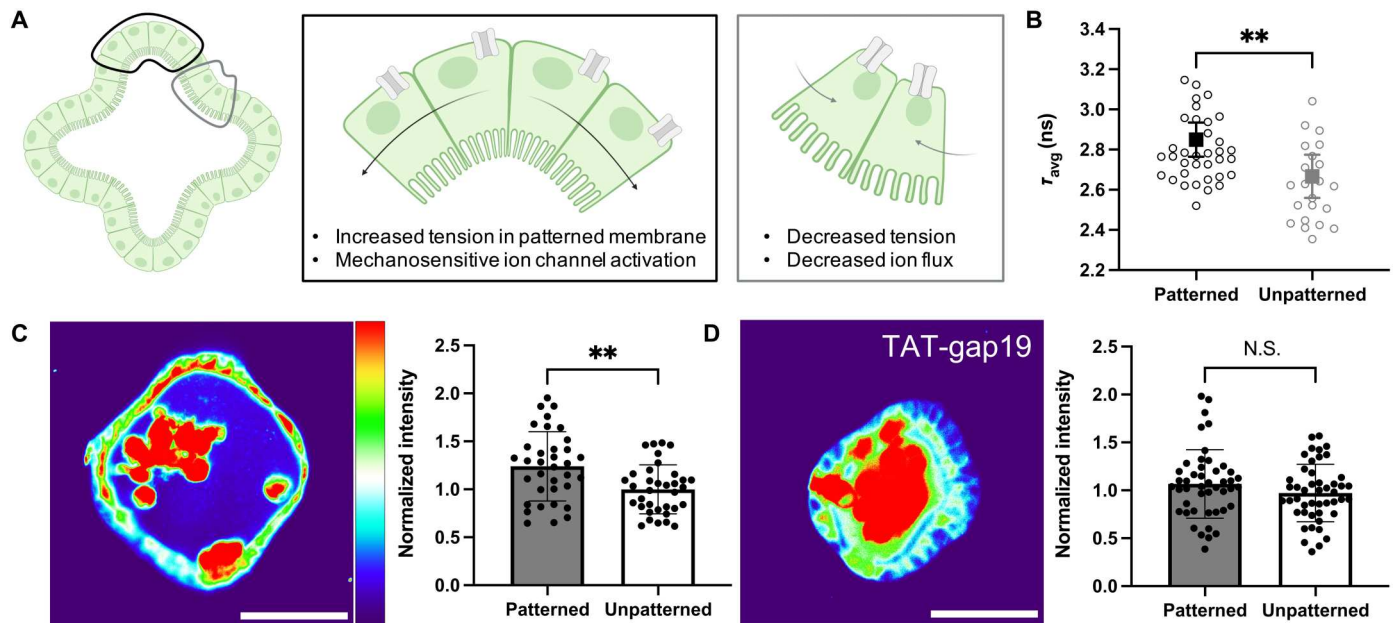 A
• Increased tension in patterned membrane
• Mechanosensitive ion channel activation
• Decreased tension
• Decreased ion flux
B
τavg (ns)
3.4
3.2
3.0
2.8
2.6
2.4
2.2
**
Patterned Unpatterned
C
Normalized intensity
2.5
2.0
1.5
1.0
0.5
0.0
**
Patterned Unpatterned
D
TAT-gap19
Normalized intensity
2.5
2.0
1.5
1.0
0.5
0.0
N.S.
Patterned Unpatterned